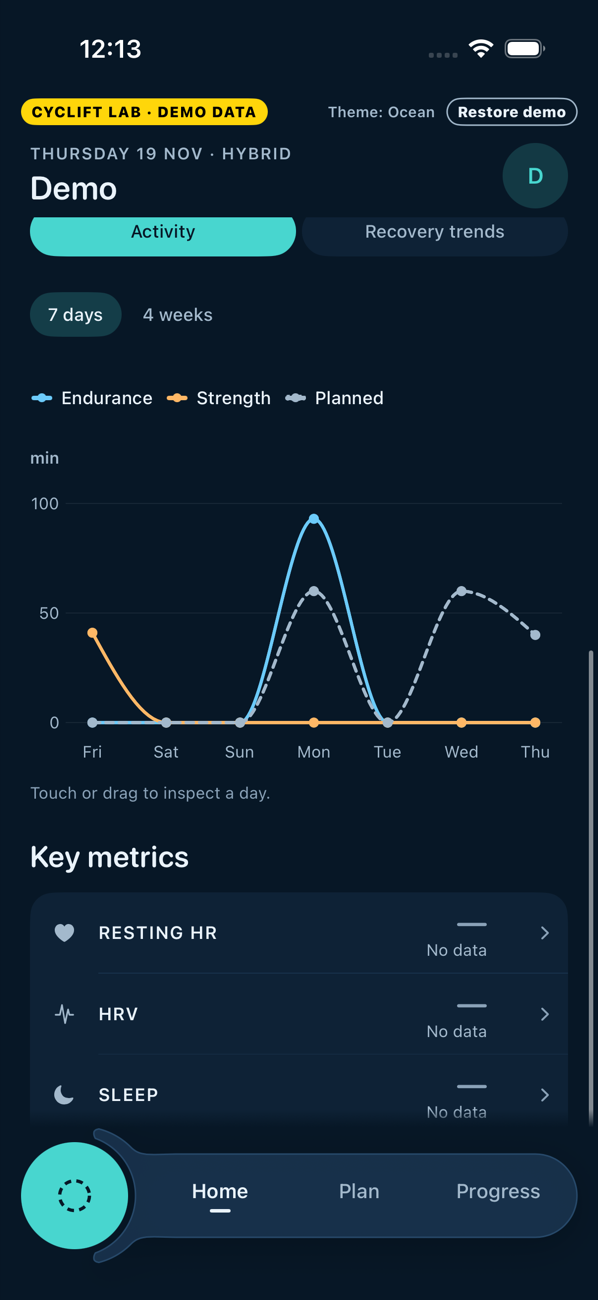 12:13
CYCLIFT LAB · DEMO DATA
Theme: Ocean
Restore demo
THURSDAY 19 NOV · HYBRID
Demo
D
Activity
Recovery trends
7 days
4 weeks
Endurance
Strength
Planned
min
100
50
0
Fri Sat Sun Mon Tue Wed Thu
Touch or drag to inspect a day.
Key metrics
RESTING HR
No data
HRV
No data
SLEEP
No data
Home
Plan
Progress